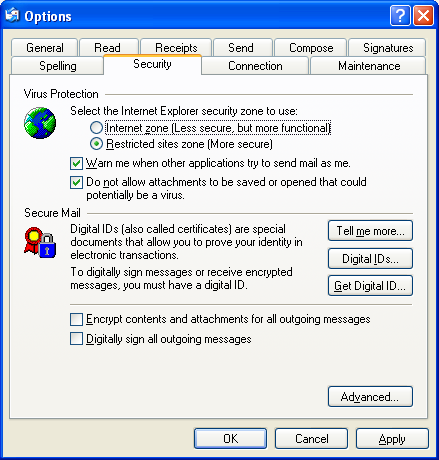 Options
General
Read
Receipts
Send
Compose
Signatures
Spelling
Security
Connection
Maintenance
Virus Protection
Select the Internet Explorer security zone to use:
Internet zone (Less secure, but more functional)
Restricted sites zone (More secure)
Warn me when other applications try to send mail as me.
Do not allow attachments to be saved or opened that could
potentially be a virus.
Secure Mail
Digital IDs (also called certificates) are special
documents that allow you to prove your identity in
electronic transactions.
To digitally sign messages or receive encrypted
messages, you must have a digital ID.
Tell me more...
Digital IDs...
Get Digital ID...
Encrypt contents and attachments for all outgoing messages
Digitally sign all outgoing messages
Advanced...
OK
Cancel
Apply